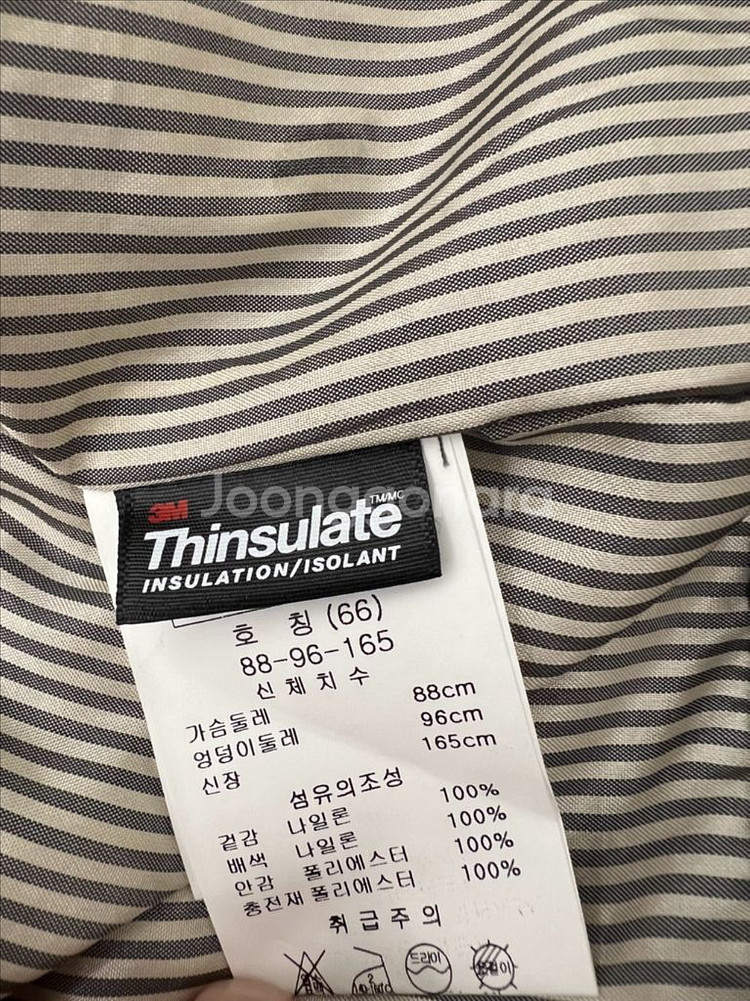 Joongonara
3M
Thinsulate TM/MC
INSULATION/ISOLANT
호 칭 (66)
88-96-165
신 체 치 수
가슴둘레 88cm
엉덩이둘레 96cm
신장 165cm
섬유의조성
겉감 나일론 100%
배색 나일론 100%
안감 폴리에스터 100%
충전재 폴리에스터 100%
취 급 주 의
드라이